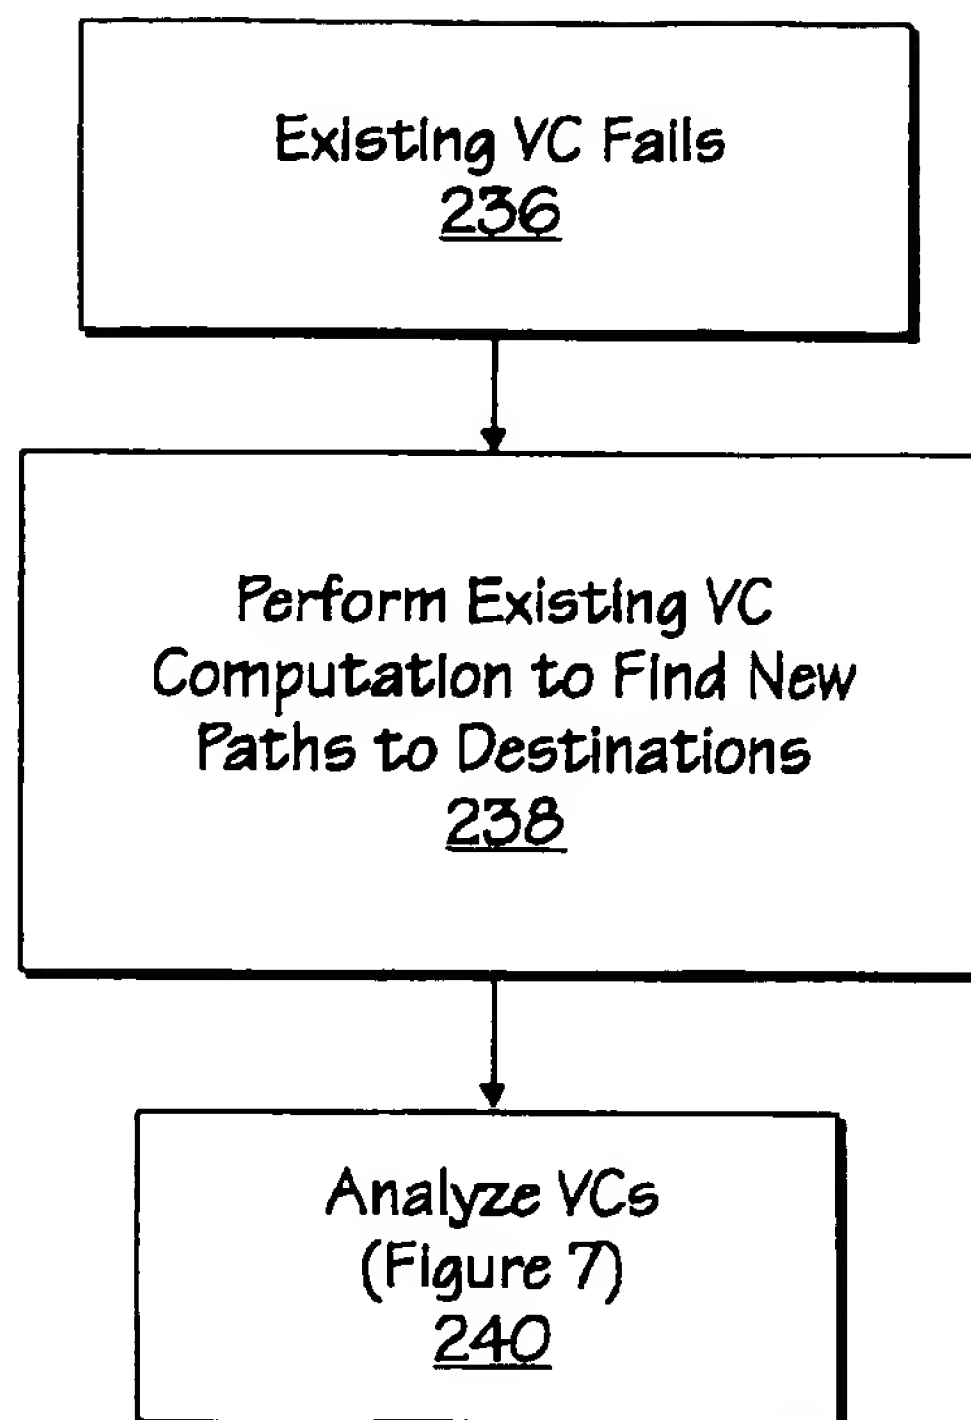 Existing VC Fails
236
Perform Existing VC
Computation to Find New
Paths to Destinations
238
Analyze VCs
(Figure 7)
240